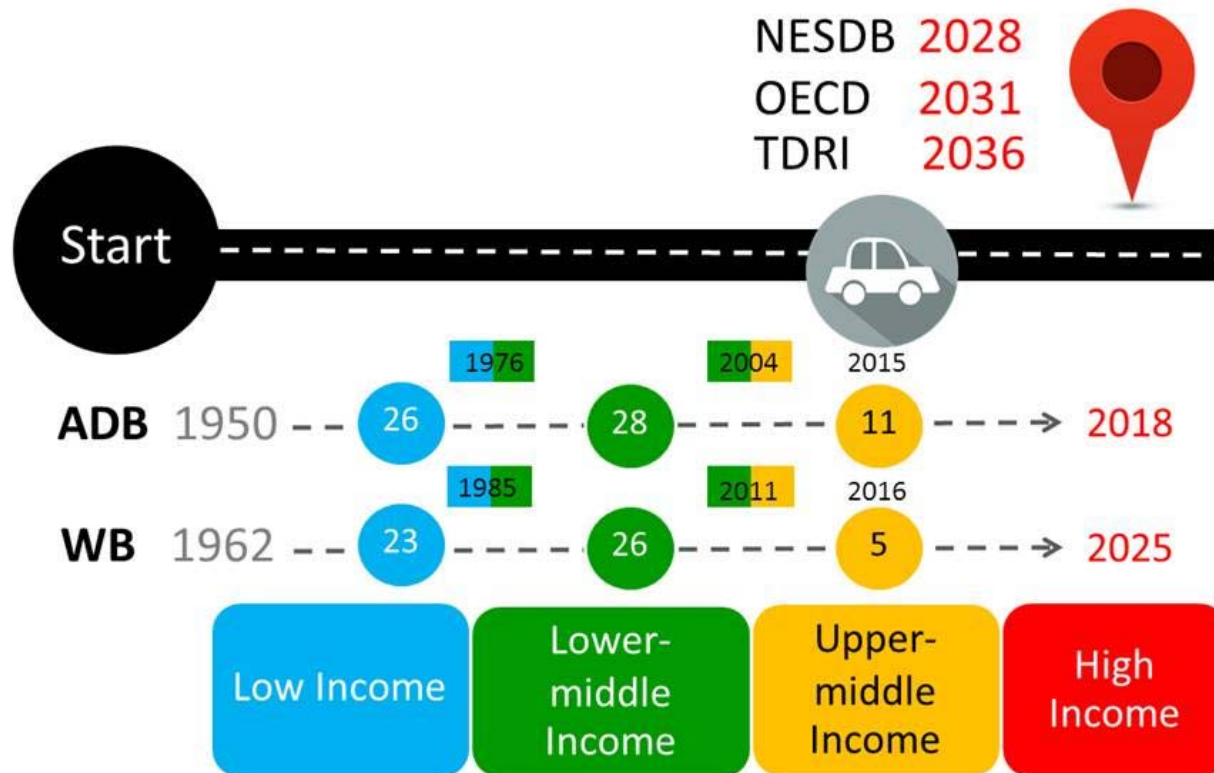 NESDB 2028
OECD 2031
TDRI 2036
Start
1976 2004 2015
ADB 1950 26 28 11 2018
1985 2011 2016
WB 1962 23 26 5 2025
Low Income
Lower-
middle
Income
Upper-
middle
Income
High
Income